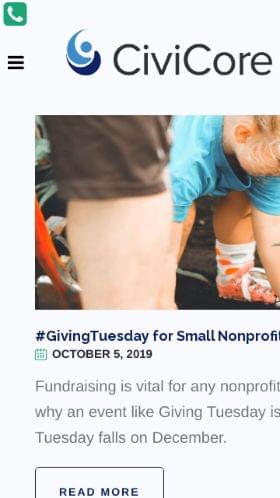 CiviCore
#GivingTuesday for Small Nonprofit
OCTOBER 5, 2019
Fundraising is vital for any nonprofit
why an event like Giving Tuesday is
Tuesday falls on December.
READ MORE